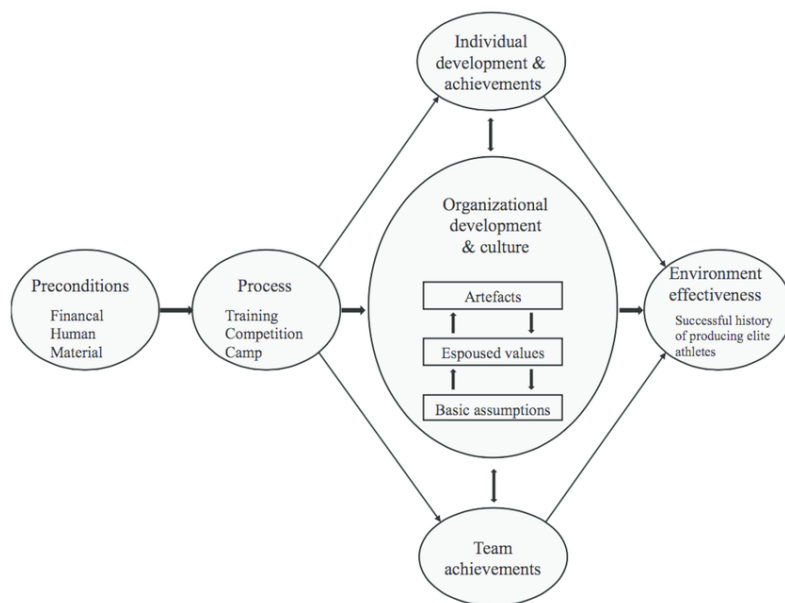 Individual
development &
achievements
Organizational
development
& culture
Artefacts
Espoused values
Basic assumptions
Preconditions
Financal
Human
Material
Process
Training
Competition
Camp
Environment
effectiveness
Successful history
of producing elite
athletes
Team
achievements